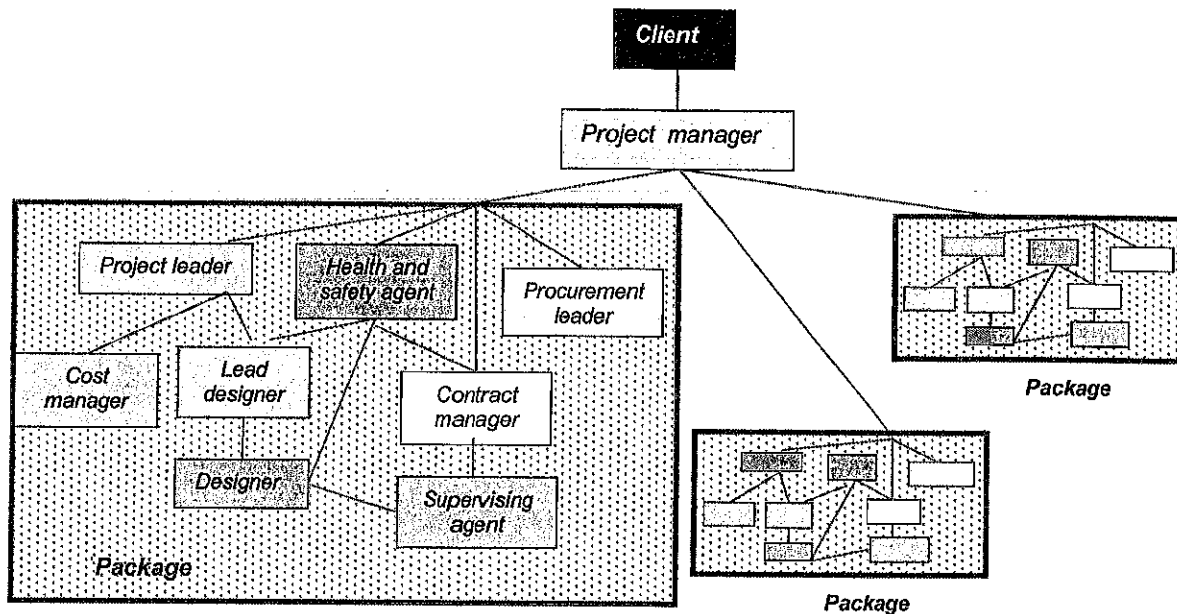 Client
Project manager
Project leader
Health and
safety agent
Procurement
leader
Cost
manager
Lead
designer
Contract
manager
Designer
Supervising
agent
Package
Package
Package